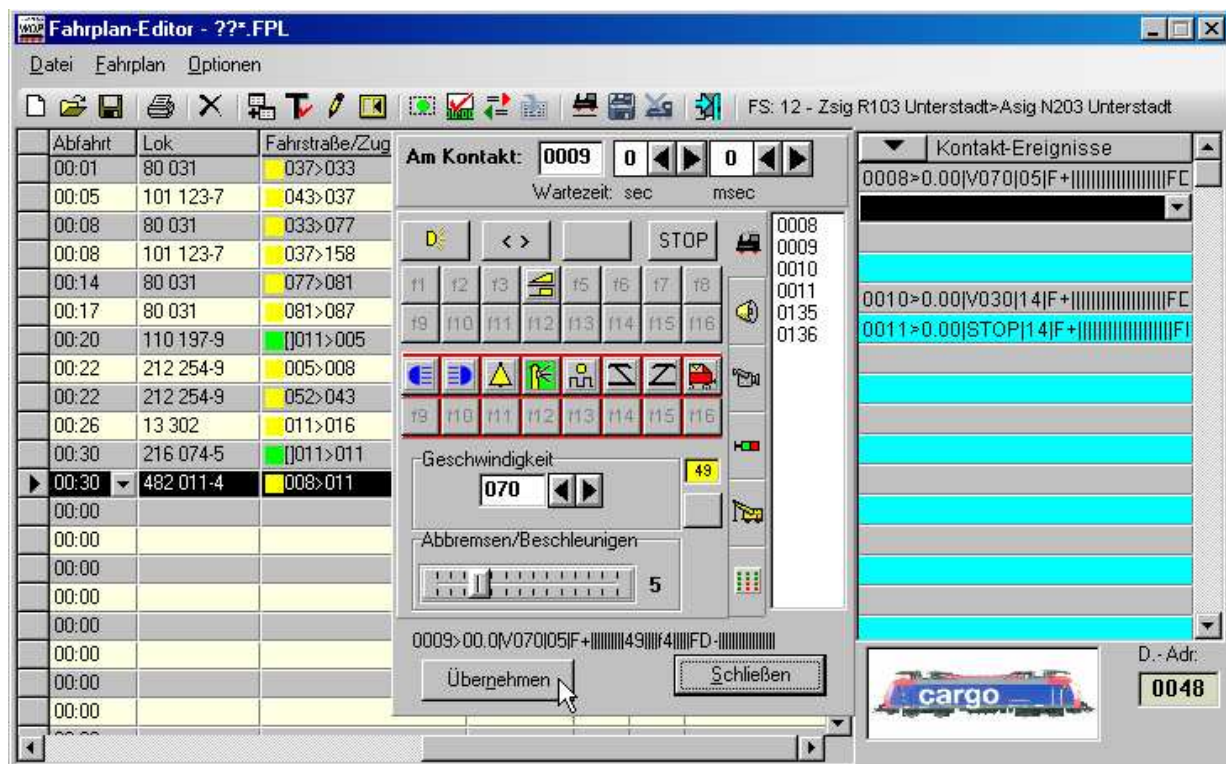 Fahrplan-Editor - ??*.FPL
Datei Fahrplan Optionen
FS: 12 - Zsig R103 Unterstadt>Asig N203 Unterstadt
Abfahrt Lok Fahrstraße/Zug
00:01 80 031 037>033
00:05 101 123-7 043>037
00:08 80 031 033>077
00:08 101 123-7 037>158
00:14 80 031 077>081
00:17 80 031 081>087
00:20 110 197-9 []011>005
00:22 212 254-9 005>008
00:22 212 254-9 052>043
00:26 13 302 011>016
00:30 216 074-5 []011>011
00:30 482 011-4 008>011
00:00
00:00
00:00
00:00
00:00
00:00
00:00
00:00
Am Kontakt: 0009 0 0
Wartezeit: sec msec
D < > STOP
f1 f2 f3 f5 f6 f7 f8
f9 f10 f11 f12 f13 f14 f15 f16
f9 f10 f11 f12 f13 f14 f15 f16
Geschwindigkeit
070
49
Abbremsen/Beschleunigen
5
0008
0009
0010
0011
0135
0136
0009>00.0|V070|05|F+||||||||||49|||||f4|||||FD-|||||||||||||||||
Übernehmen Schließen
Kontakt-Ereignisse
0008>0.00|V070|05|F+||||||||||||||||||||FD
0010>0.00|V030|14|F+||||||||||||||||||||FD
0011>0.00|STOP|14|F+||||||||||||||||||||FI
cargo
D.-Adr.
0048